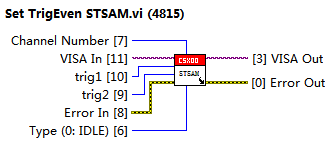 Set TrigEven STSAM.vi (4815)
Channel Number [7]
VISA In [11]
trig1 [10]
trig2 [9]
Error In [8]
Type (0: IDLE) [6]
CSX00
STSAM
[3] VISA Out
[0] Error Out